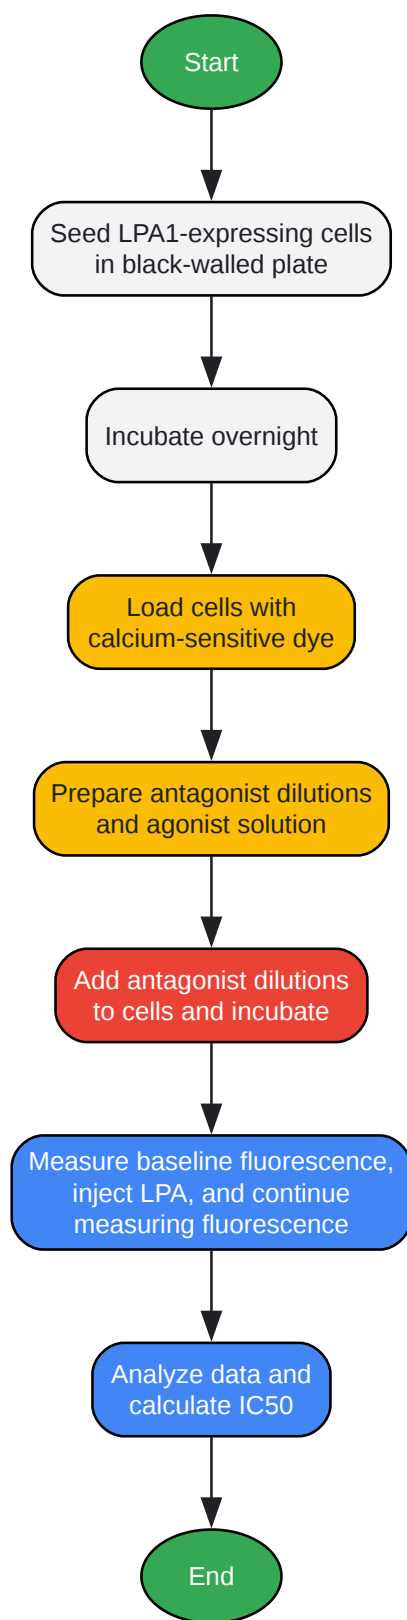 Start
Seed LPA1-expressing cells
in black-walled plate
Incubate overnight
Load cells with
calcium-sensitive dye
Prepare antagonist dilutions
and agonist solution
Add antagonist dilutions
to cells and incubate
Measure baseline fluorescence,
inject LPA, and continue
measuring fluorescence
Analyze data and
calculate IC50
End